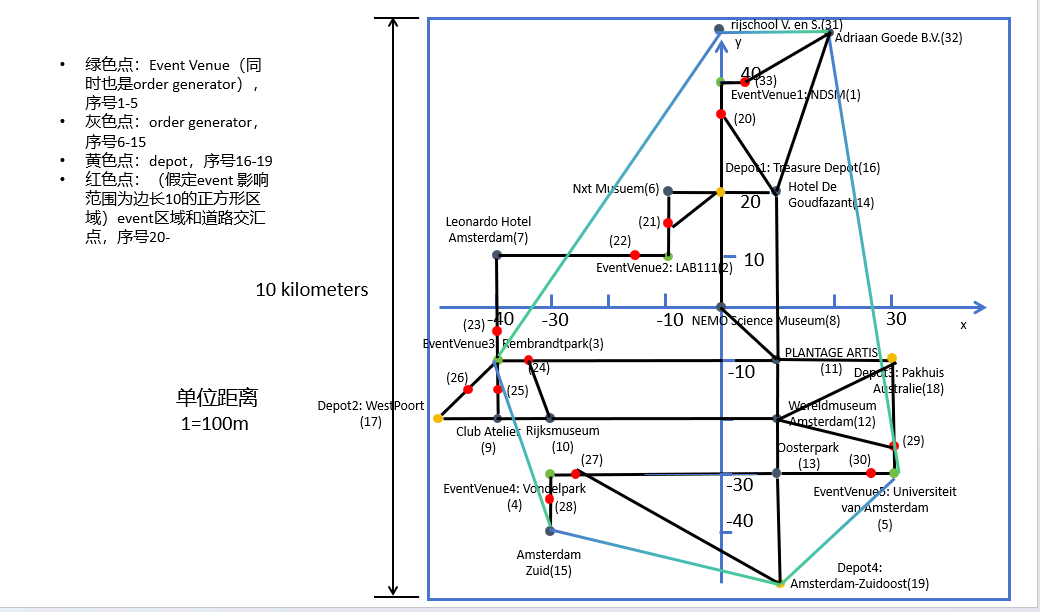 • 绿色点：Event Venue（同
时也是order generator），
序号1-5
• 灰色点：order generator，
序号6-15
• 黄色点：depot，序号16-19
• 红色点：（假定event 影响
范围为边长10的正方形区
域）event区域和道路交汇
点，序号20-
10 kilometers
单位距离
1=100m
rijschool V. en S.(31)
y
Adriaan Goede B.V.(32)
40
(33)
EventVenue1: NDSM(1)
(20)
Depot1: Treasure Depot(16)
Nxt Musuem(6)
Hotel De
Goudfazant(14)
20
Leonardo Hotel
Amsterdam(7)
(21)
(22)
10
EventVenue2: LAB111(2)
-40
-30
-10
30
x
NEMO Science Museum(8)
(23)
EventVenue3: Rembrandtpark(3)
(24)
-10
PLANTAGE ARTIS
(11)
Depot3: Pakhuis
Australie(18)
(26)
(25)
Depot2: WestPoort
(17)
Wereldmuseum
Amsterdam(12)
Club Atelier
(9)
Rijksmuseum
(10)
(29)
Oosterpark
(13)
(30)
(27)
-30
EventVenue4: Vondelpark
(4)
(28)
EventVenue5: Universiteit
van Amsterdam
(5)
-40
Amsterdam
Zuid(15)
Depot4:
Amsterdam-Zuidoost(19)